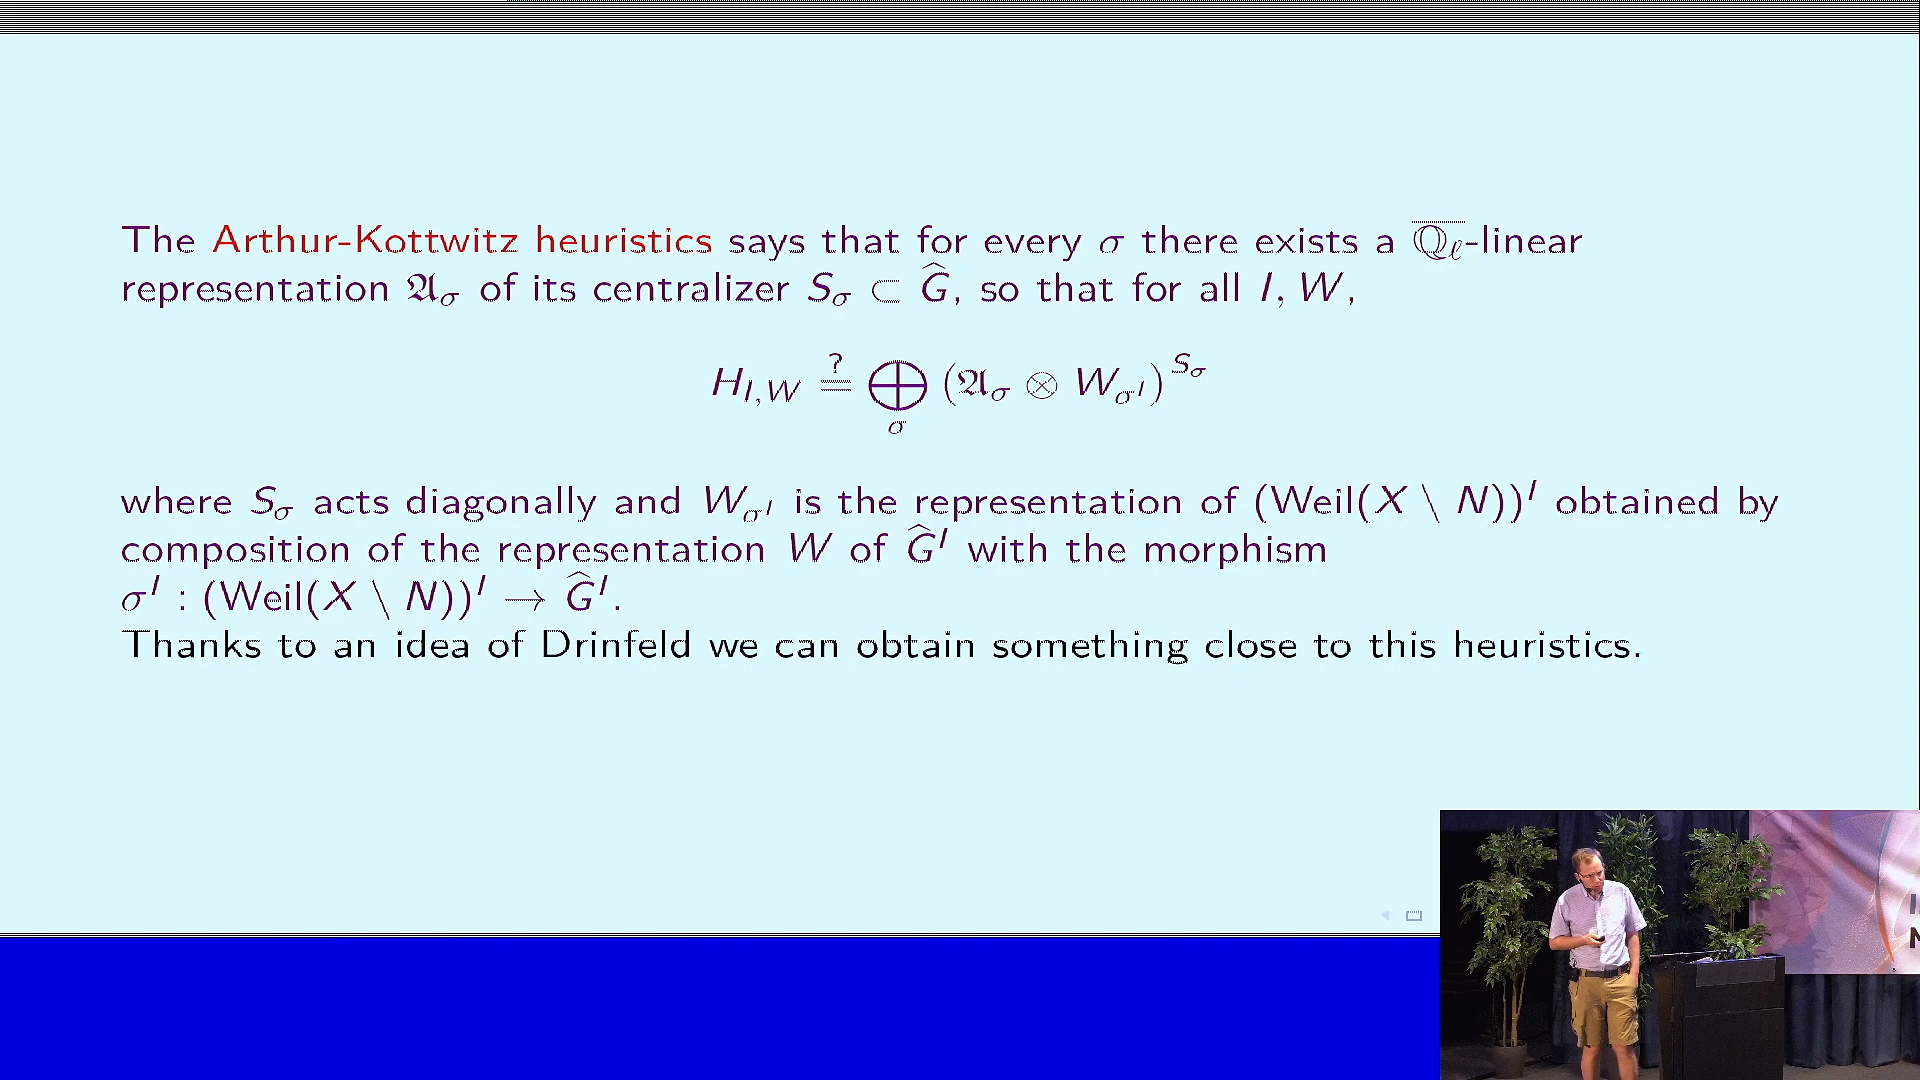 The Arthur-Kottwitz heuristics says that for every σ there exists a $\overline{\mathbb{Q}_\ell}$-linear
representation $\mathfrak{A}_\sigma$ of its centralizer $S_\sigma \subset \widehat{G}$, so that for all $I, W$,
$H_{I,W} \stackrel{?}{=} \bigoplus_\sigma (\mathfrak{A}_\sigma \otimes W_{\sigma^I})^{S_\sigma}$
where $S_\sigma$ acts diagonally and $W_{\sigma^I}$ is the representation of $(\text{Weil}(X \setminus N))^I$ obtained by
composition of the representation $W$ of $\widehat{G}^I$ with the morphism
$\sigma^I : (\text{Weil}(X \setminus N))^I \to \widehat{G}^I$.
Thanks to an idea of Drinfeld we can obtain something close to this heuristics.